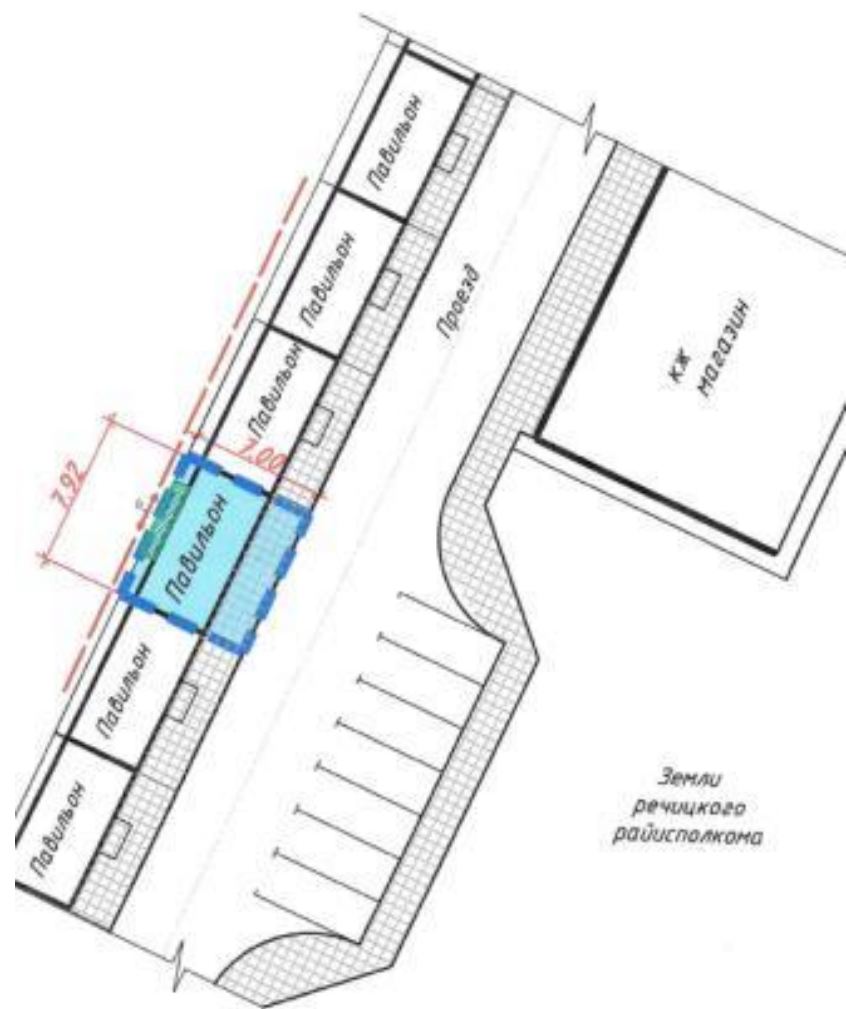 Павильон
Павильон
Проезд
Павильон
кж
магазин
7.00
7.92
Павильон
Павильон
Павильон
Земли
речицкого
райисполкома